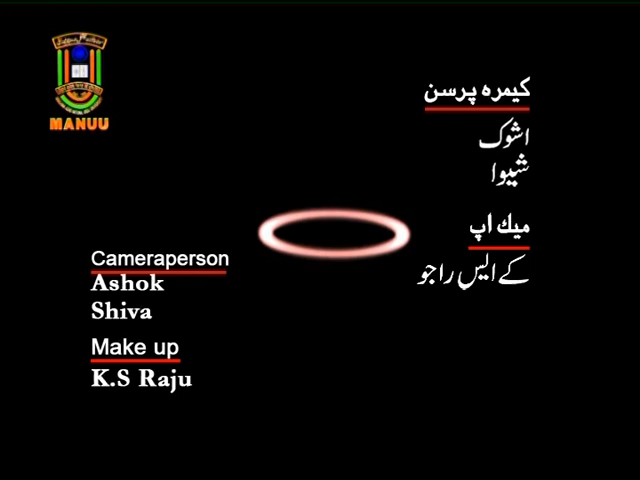 MANUU
کیمرہ پرسن
اشوک
شیوا
میک اپ
کے ایس راجو
Cameraperson
Ashok
Shiva
Make up
K.S Raju